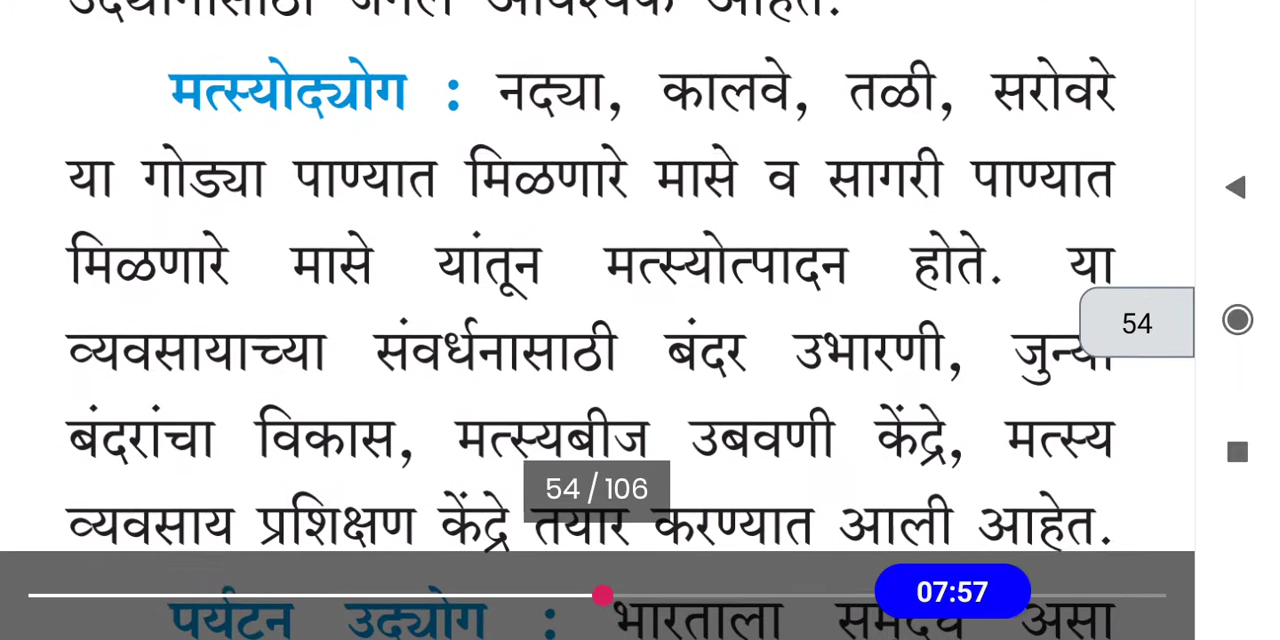 मत्स्योद्योग : नद्या, कालवे, तळी, सरोवरे
या गोड्या पाण्यात मिळणारे मासे व सागरी पाण्यात
मिळणारे मासे यांतून मत्स्योत्पादन होते. या
54
व्यवसायाच्या संवर्धनासाठी बंदर उभारणी, जुन्या
बंदरांचा विकास, मत्स्यबीज उबवणी केंद्रे, मत्स्य
54 / 106
व्यवसाय प्रशिक्षण केंद्रे तयार करण्यात आली आहेत.
07:57
पर्यटन उद्योग : भारताला असा